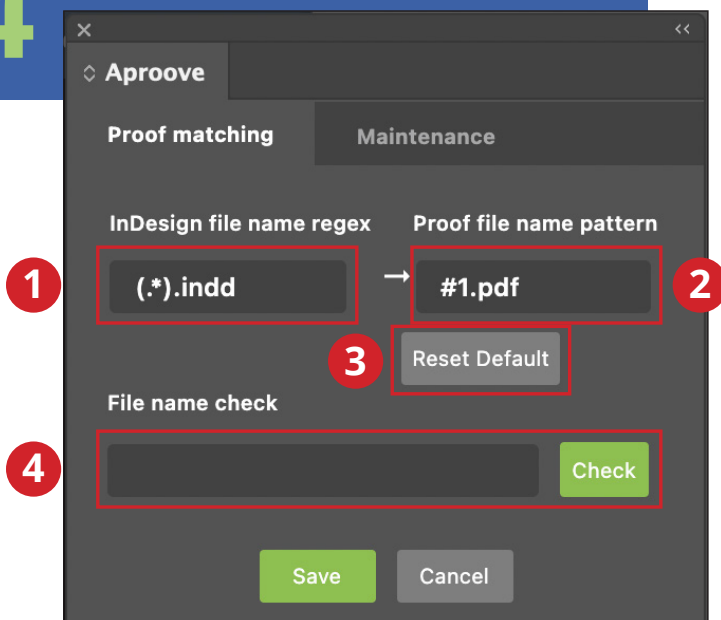 4
Aproove
Proof matching Maintenance
InDesign file name regex Proof file name pattern
1 (.*).indd → #1.pdf 2
3 Reset Default
File name check
4 Check
Save Cancel